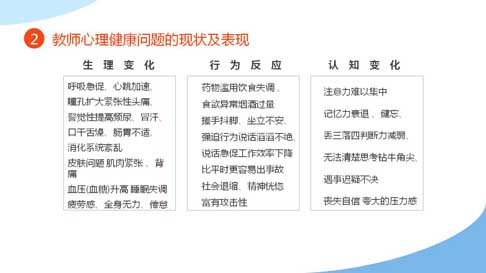 2 教师心理健康问题的现状及表现
生 理 变 化
呼吸急促、心跳加速、
瞳孔扩大紧张性头痛、
警觉性提高频尿、冒汗、
口干舌燥、肠胃不适、
消化系统紊乱
皮肤问题 肌肉紧张 、背
痛
血压(血糖)升高 睡眠失调
疲劳感、全身无力、倦怠
行 为 反 应
药物滥用饮食失调 、
食欲异常烟酒过量
搓手抖脚、坐立不安、
强迫行为说话滔滔不绝、
说话急促工作效率下降
比平时更容易出事故
社会退缩、精神恍惚
富有攻击性
认 知 变 化
注意力难以集中
记忆力衰退 、健忘、
丢三落四判断力减弱、
无法清楚思考钻牛角尖、
遇事迟疑不决
丧失自信 夸大的压力感